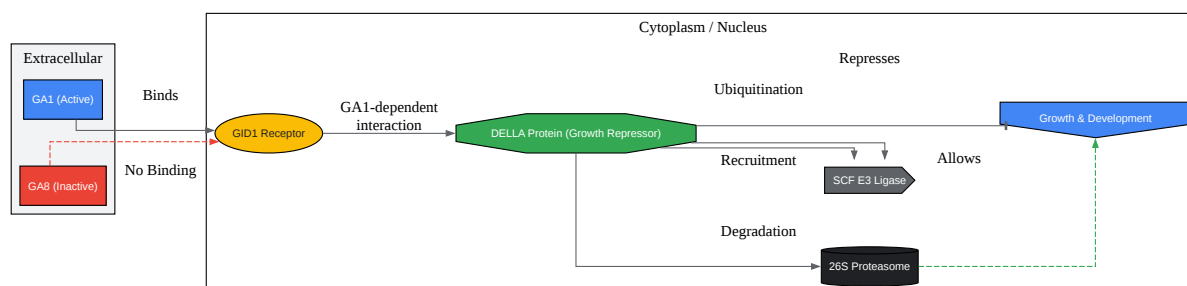 Cytoplasm / Nucleus
Extracellular
Represses
GA1 (Active)
Binds
Ubiquitination
GA1-dependent
interaction
GID1 Receptor
DELLA Protein (Growth Repressor)
Growth & Development
No Binding
Recruitment
Allows
GA8 (Inactive)
SCF E3 Ligase
Degradation
26S Proteasome